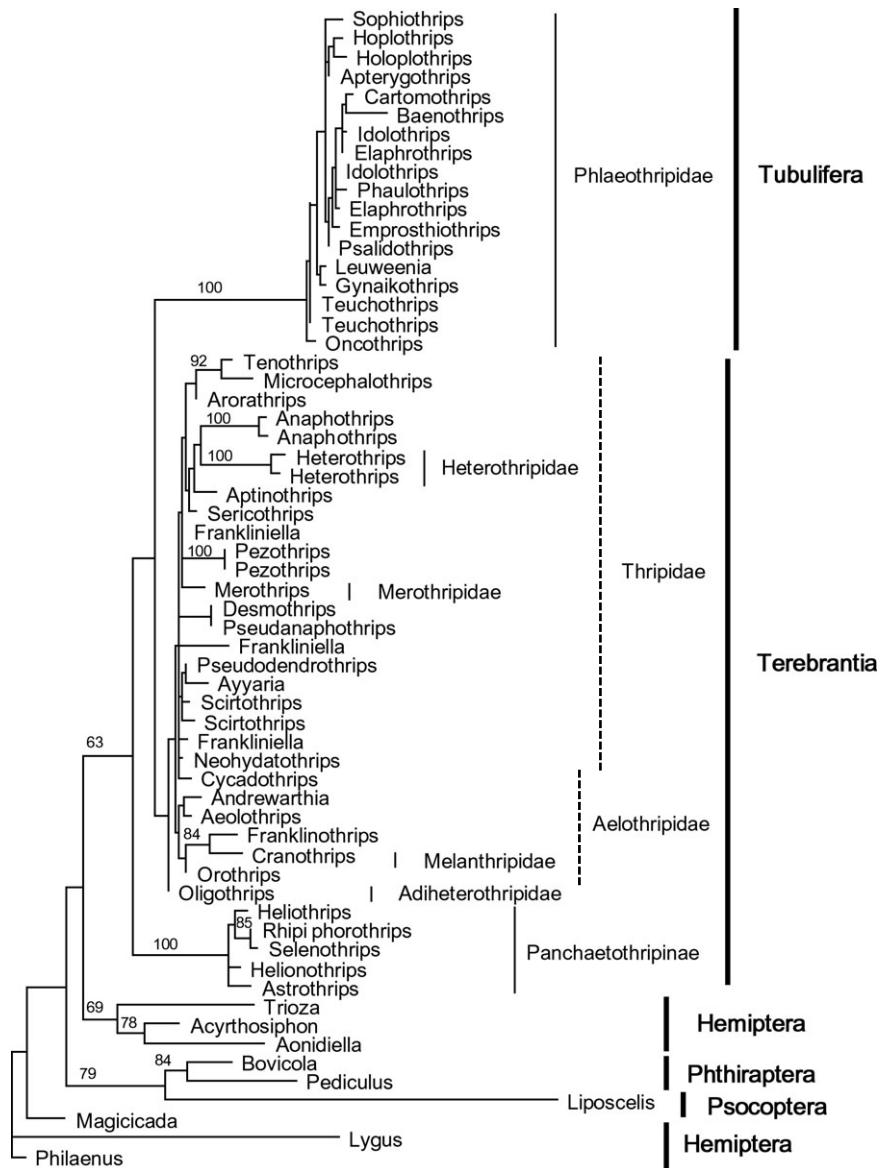 Sophiothrips
Hoplothrips
Holoplothrips
Apterygothrips
Cartomothrips
Baenothrips
Idolothrips
Elaphrothrips
Idolothrips
Phaulothrips
Elaphrothrips
Emprosthiothrips
Psalidothrips
Leuweenia
Gynaikothrips
Teuchothrips
Teuchothrips
Oncothrips
Phlaeothripidae
Tubulifera
100
92
Tenothrips
Microcephalothrips
Arorathrips
100
Anaphothrips
Anaphothrips
100
Heterothrips
Heterothrips
Heterothripidae
Aptinothrips
Sericothrips
Frankliniella
100
Pezothrips
Pezothrips
Merothrips
Merothripidae
Thripidae
Desmothrips
Pseudanaphothrips
Frankliniella
Pseudodendrothrips
Ayyaria
Scirtothrips
Scirtothrips
Frankliniella
Neohydatothrips
Cycadothrips
Terebrantia
63
Andrewarthia
Aeolothrips
84
Franklinothrips
Cranothrips
Melanthripidae
Orothrips
Aelothripidae
Oligothrips
Adiheterothripidae
Heliothrips
85
Rhipi phorothrips
Selenothrips
100
Helionothrips
Astrothrips
Panchaetothripinae
69
Trioza
78
Acyrthosiphon
Aonidiella
Hemiptera
79
84
Bovicola
Pediculus
Phthiraptera
Liposcelis
Psocoptera
Magicicada
Lygus
Philaenus
Hemiptera